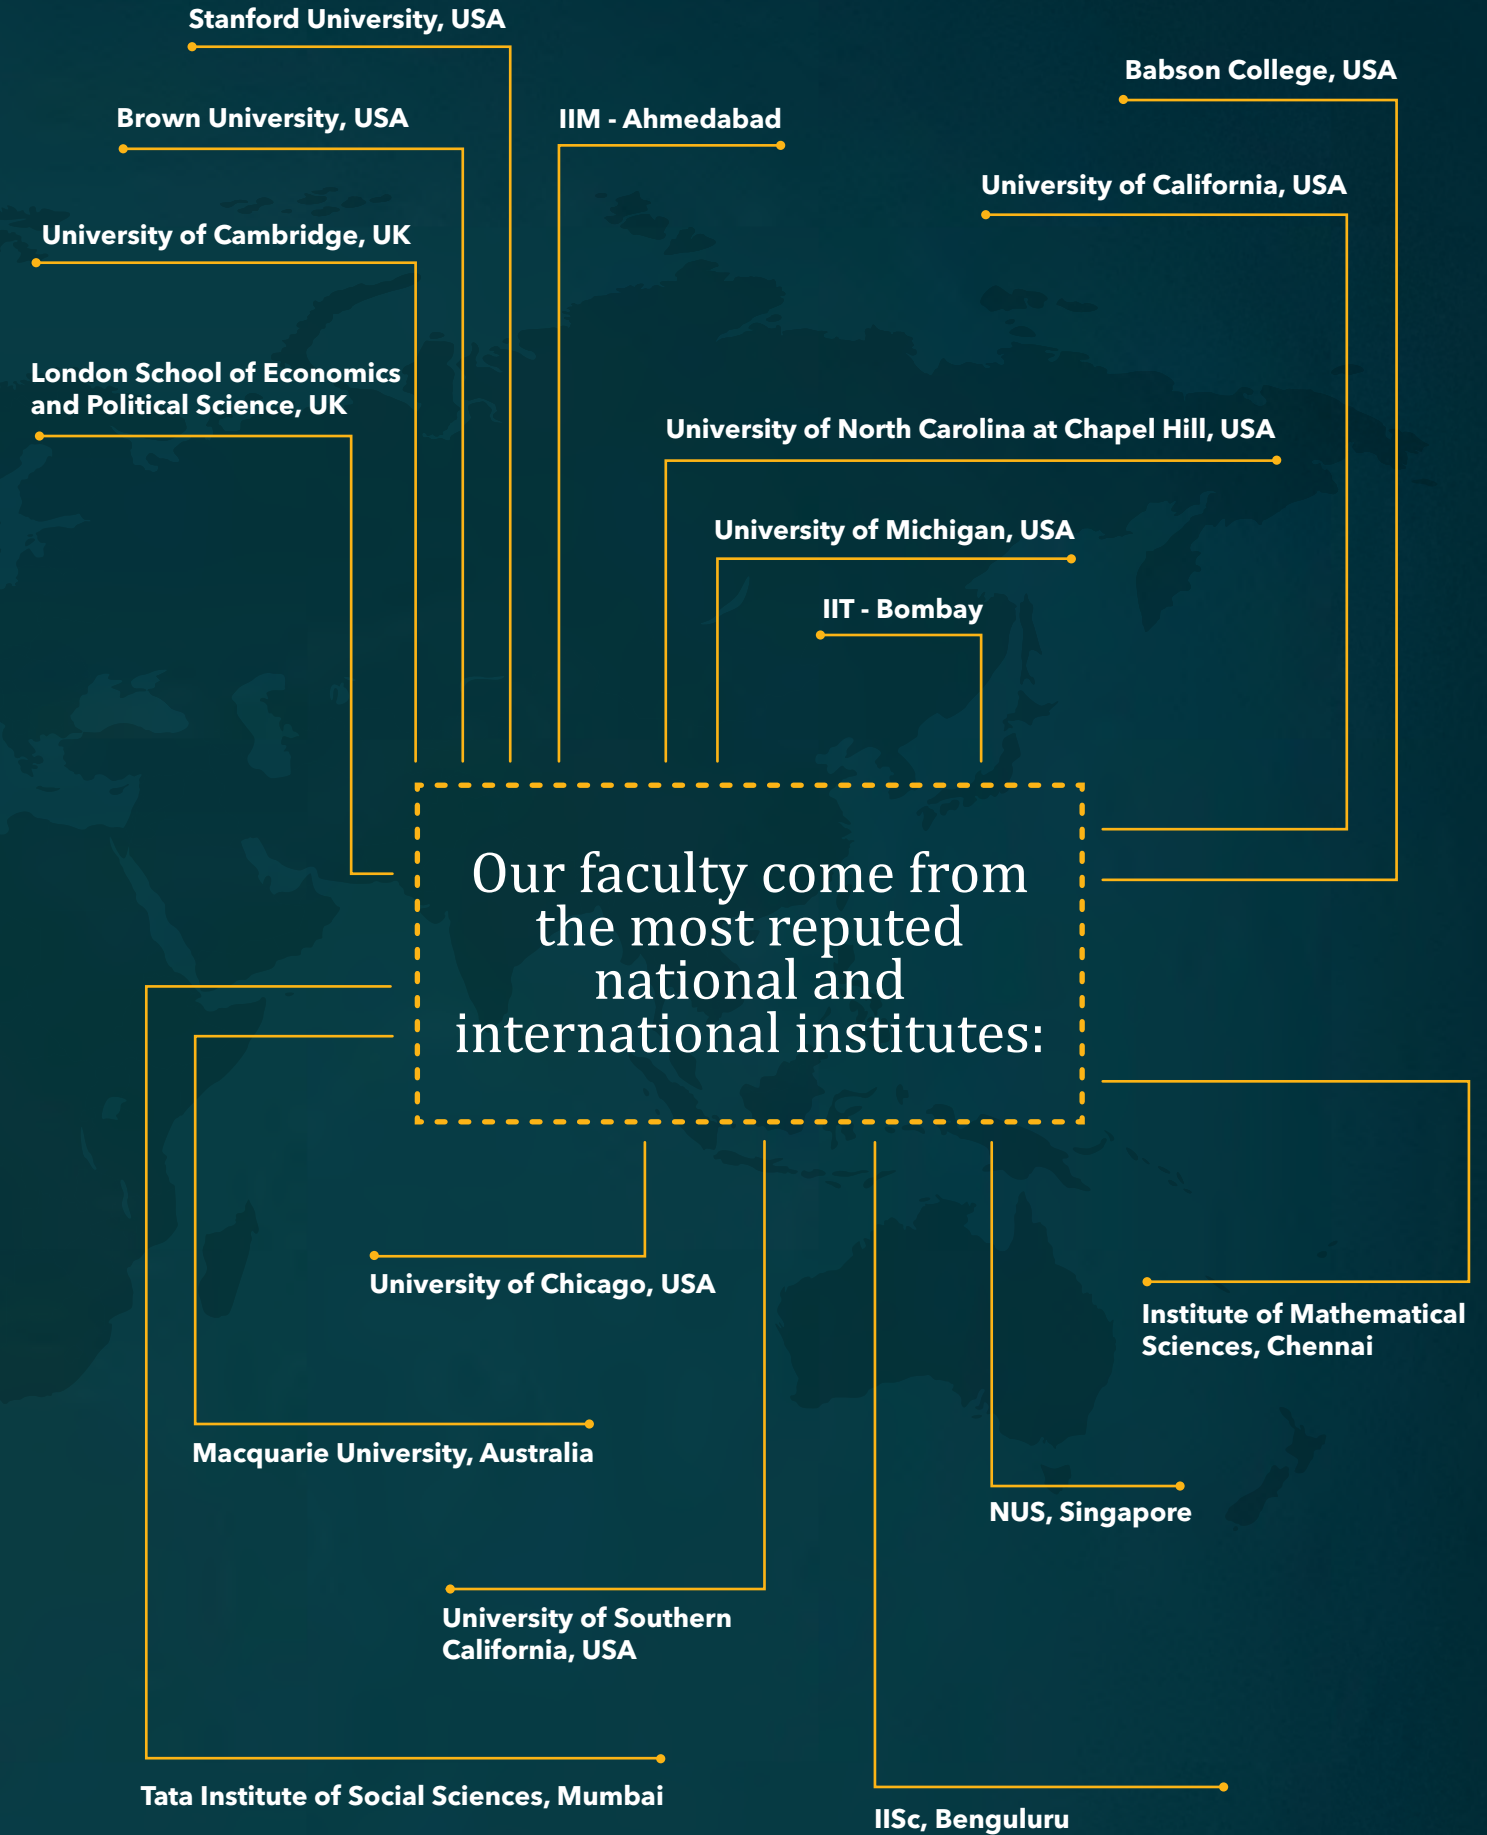 Stanford University, USA
Babson College, USA
Brown University, USA
IIM - Ahmedabad
University of California, USA
University of Cambridge, UK
London School of Economics
and Political Science, UK
University of North Carolina at Chapel Hill, USA
University of Michigan, USA
IIT - Bombay
Our faculty come from
the most reputed
national and
international institutes:
University of Chicago, USA
Institute of Mathematical
Sciences, Chennai
Macquarie University, Australia
NUS, Singapore
University of Southern
California, USA
Tata Institute of Social Sciences, Mumbai
IISc, Benguluru